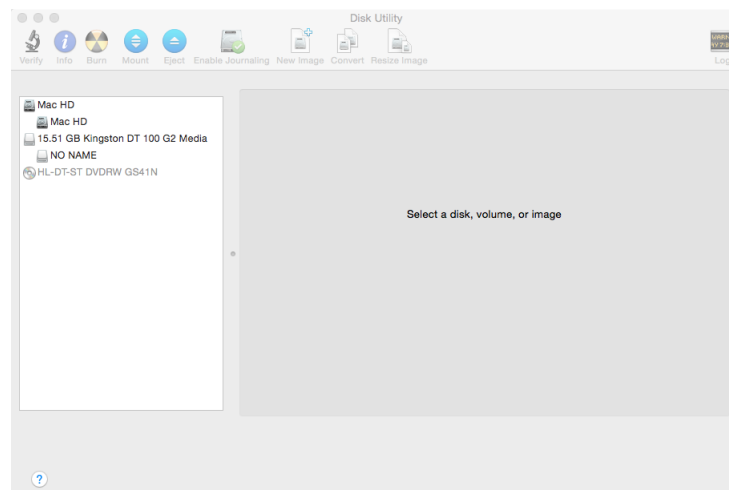 Disk Utility
Verify Info Burn Mount Eject Enable Journaling New Image Convert Resize Image Log
Mac HD
Mac HD
15.51 GB Kingston DT 100 G2 Media
NO NAME
HL-DT-ST DVDRW GS41N
Select a disk, volume, or image
?